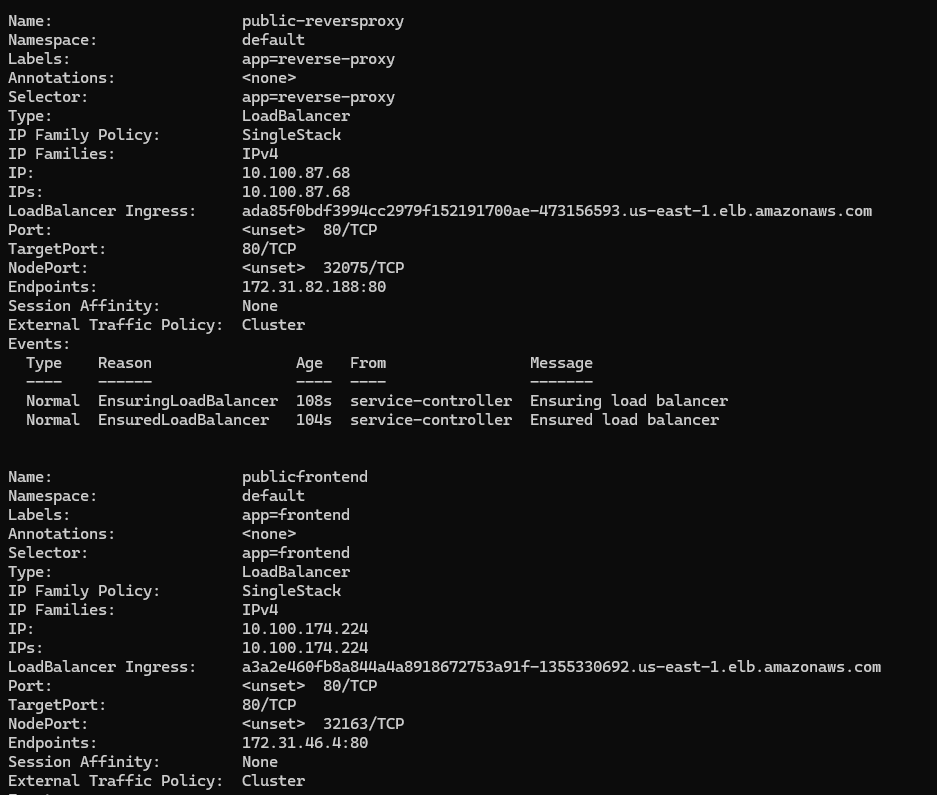 Name:                     public-reversproxy
Namespace:                default
Labels:                   app=reverse-proxy
Annotations:              <none>
Selector:                 app=reverse-proxy
Type:                     LoadBalancer
IP Family Policy:         SingleStack
IP Families:              IPv4
IP:                       10.100.87.68
IPs:                      10.100.87.68
LoadBalancer Ingress:     ada85f0bdf3994cc2979f152191700ae-473156593.us-east-1.elb.amazonaws.com
Port:                     <unset>  80/TCP
TargetPort:               80/TCP
NodePort:                 <unset>  32075/TCP
Endpoints:                172.31.82.188:80
Session Affinity:         None
External Traffic Policy:  Cluster
Events:
  Type    Reason                Age   From                Message
  ----    ------                ----  ----                -------
  Normal  EnsuringLoadBalancer  108s  service-controller  Ensuring load balancer
  Normal  EnsuredLoadBalancer   104s  service-controller  Ensured load balancer
Name:                     publicfrontend
Namespace:                default
Labels:                   app=frontend
Annotations:              <none>
Selector:                 app=frontend
Type:                     LoadBalancer
IP Family Policy:         SingleStack
IP Families:              IPv4
IP:                       10.100.174.224
IPs:                      10.100.174.224
LoadBalancer Ingress:     a3a2e460fb8a844a4a8918672753a91f-1355330692.us-east-1.elb.amazonaws.com
Port:                     <unset>  80/TCP
TargetPort:               80/TCP
NodePort:                 <unset>  32163/TCP
Endpoints:                172.31.46.4:80
Session Affinity:         None
External Traffic Policy:  Cluster